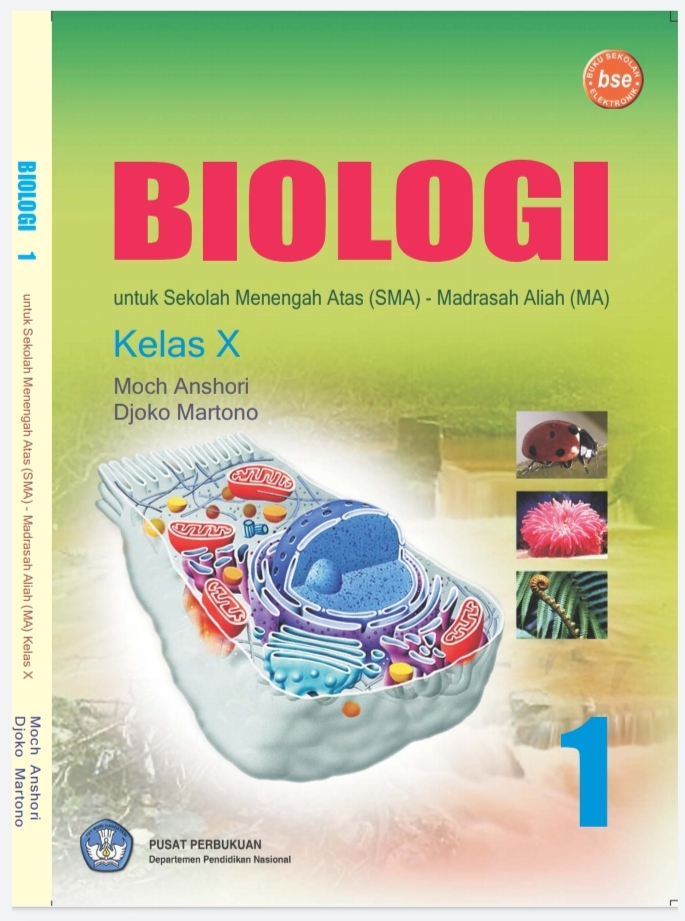 BUKU SEKOLAH
bse
ELEKTRONIK
BIOLOGI
untuk Sekolah Menengah Atas (SMA) - Madrasah Aliah (MA)
Kelas X
Moch Anshori
Djoko Martono
1
PUSAT PERBUKUAN
Departemen Pendidikan Nasional
BIOLOGI 1
untuk Sekolah Menengah Atas (SMA) - Madrasah Aliah (MA) Kelas X
Moch Anshori
Djoko Martono